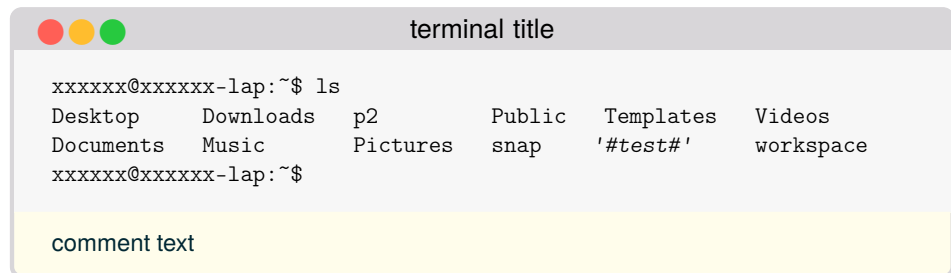 terminal title
xxxxxx@xxxxxx-lap:~$ ls
Desktop Downloads p2 Public Templates Videos
Documents Music Pictures snap '#test#' workspace
xxxxxx@xxxxxx-lap:~$
comment text